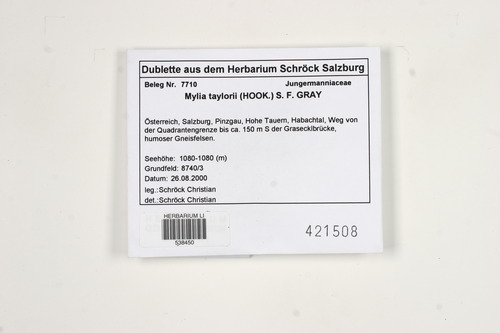 Dublette aus dem Herbarium Schröck Salzburg
Beleg Nr. 7710 Jungermanniaceae
Mylia taylorii (HOOK.) S. F. GRAY
Österreich, Salzburg, Pinzgau, Hohe Tauern, Habachtal, Weg von
der Quadrantengrenze bis ca. 150 m S der Grasecklbrücke,
humoser Gneisfelsen.
Seehöhe: 1080-1080 (m)
Grundfeld: 8740/3
Datum: 26.08.2000
leg.: Schröck Christian
det.: Schröck Christian
HERBARIUM LI
538450
421508